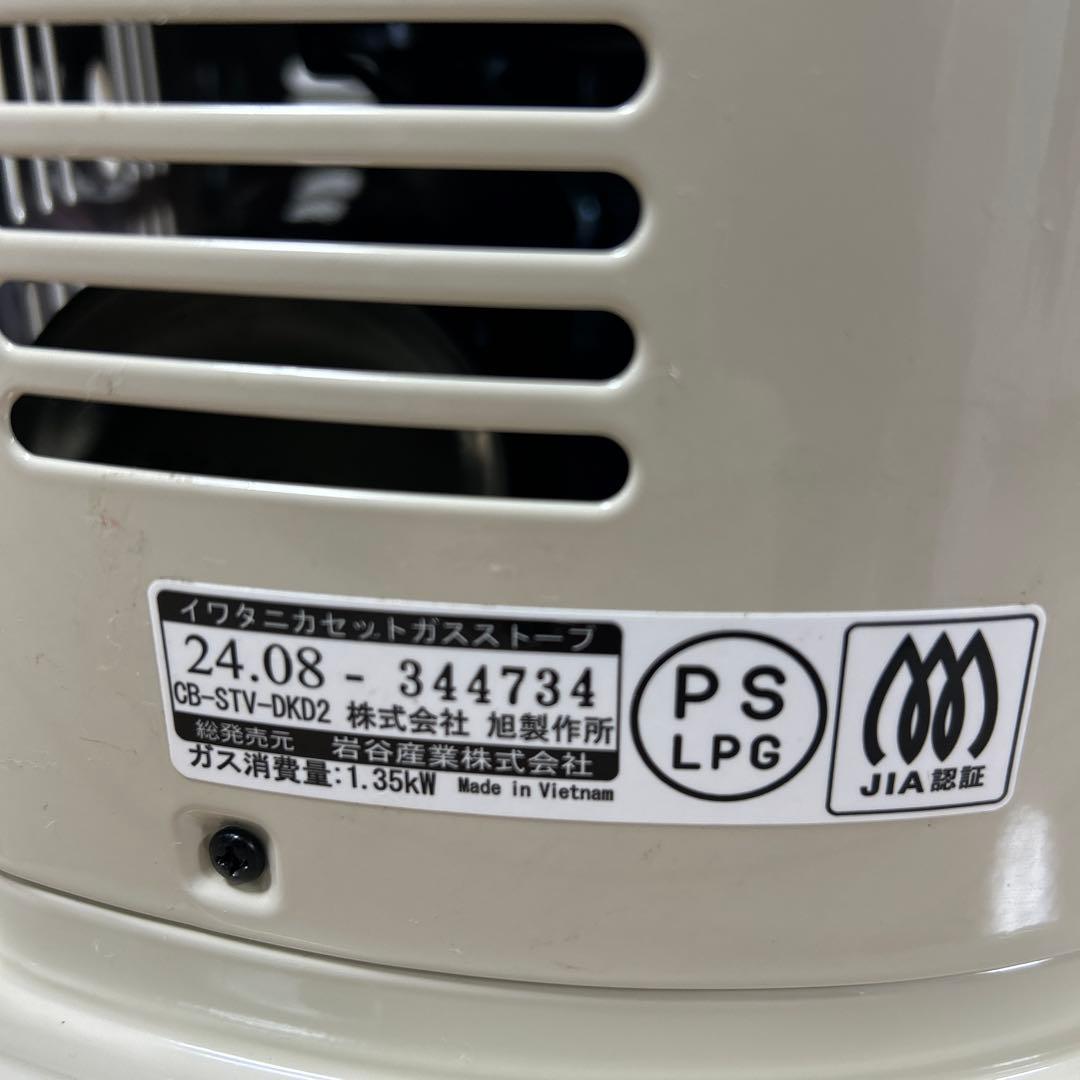 イワタニカセットガスストーブ
24.08 - 344734
CB-STV-DKD2 株式会社 旭製作所
総発売元 岩谷産業株式会社
ガス消費量:1.35kW Made in Vietnam
PS
LPG
JIA認証